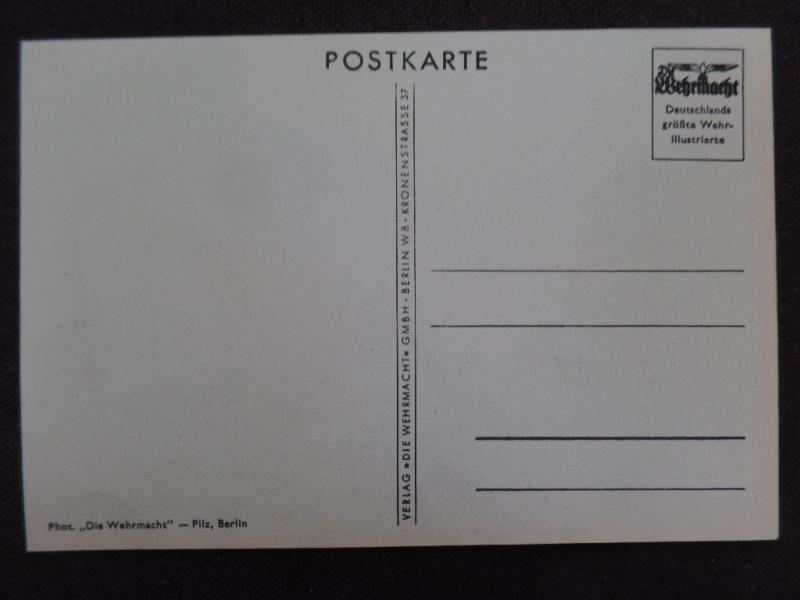 POSTKARTE
Die
Wehrmacht
Deutschlands
größte Wehr-
Illustrierte
VERLAG »DIE WEHRMACHT« GMBH · BERLIN W 8 · KRONENSTRASSE 37
Phot. „Die Wehrmacht" — Pilz, Berlin